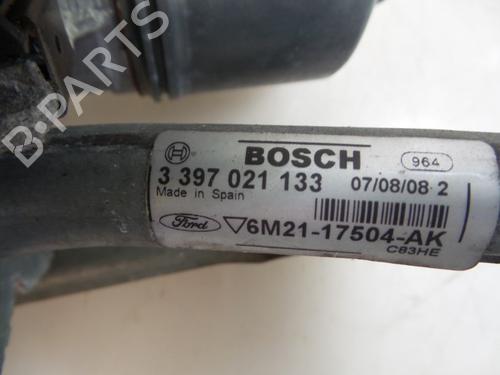 B-PARTS
BOSCH 964
3 397 021 133 07/08/08 2
Made in Spain
Ford 6M21-17504-AK
C83HE